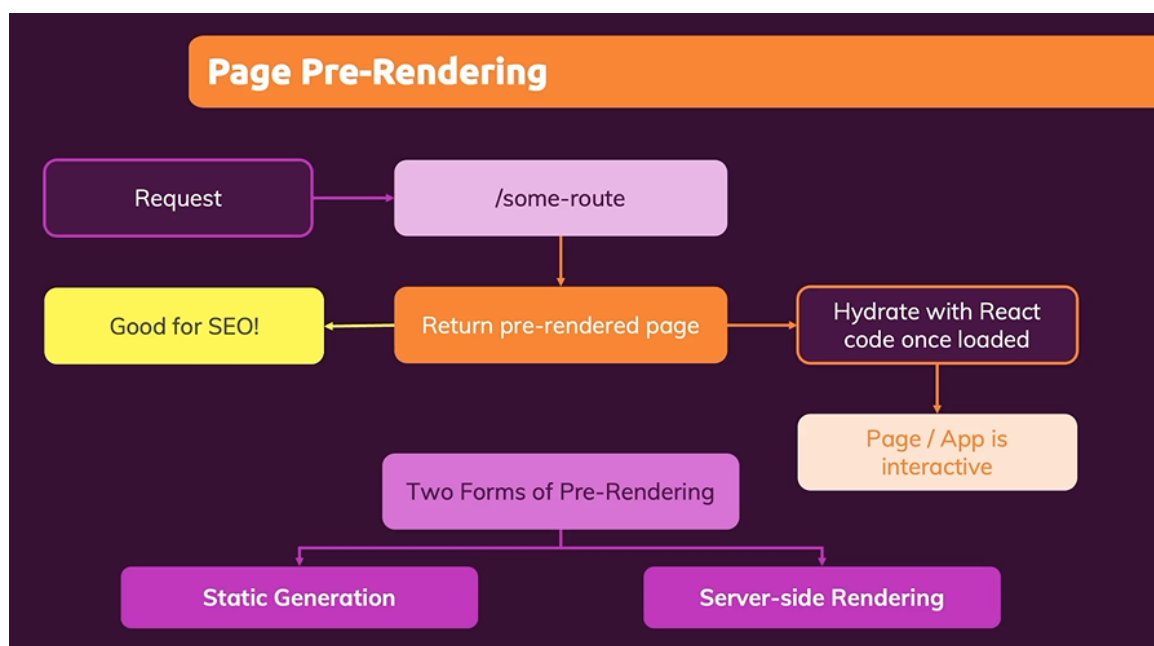 Page Pre-Rendering
Request
/some-route
Good for SEO!
Return pre-rendered page
Hydrate with React
code once loaded
Page / App is
interactive
Two Forms of Pre-Rendering
Static Generation
Server-side Rendering